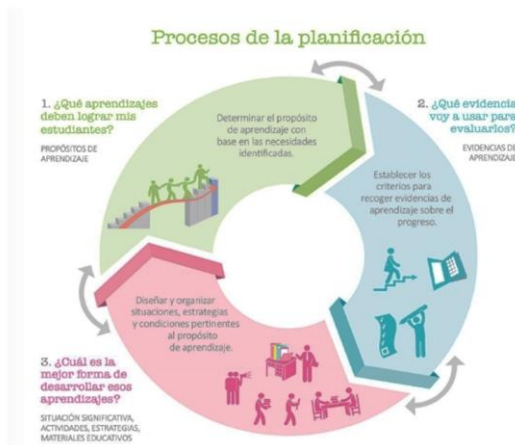 Procesos de la planificación
1. ¿Qué aprendizajes
deben lograr mis
estudiantes?
PROPÓSITOS DE
APRENDIZAJE
Determinar el propósito
de aprendizaje con
base en las necesidades
identificadas.
2. ¿Qué evidencia
voy a usar para
evaluarlos?
EVIDENCIAS DE
APRENDIZAJE
Establecer los
criterios para
recoger evidencias de
aprendizaje sobre el
progreso.
Diseñar y organizar
situaciones, estrategias
y condiciones pertinentes
al propósito
de aprendizaje.
3. ¿Cuál es la
mejor forma de
desarrollar esos
aprendizajes?
SITUACIÓN SIGNIFICATIVA,
ACTIVIDADES, ESTRATEGIAS,
MATERIALES EDUCATIVOS